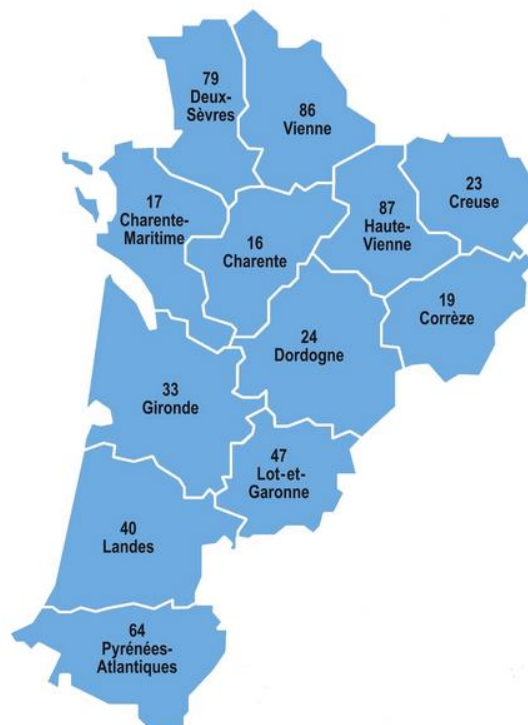 79
Deux-
Sèvres
86
Vienne
17
Charente-
Maritime
16
Charente
87
Haute-
Vienne
23
Creuse
19
Corrèze
24
Dordogne
33
Gironde
47
Lot-et-
Garonne
40
Landes
64
Pyrénées-
Atlantiques